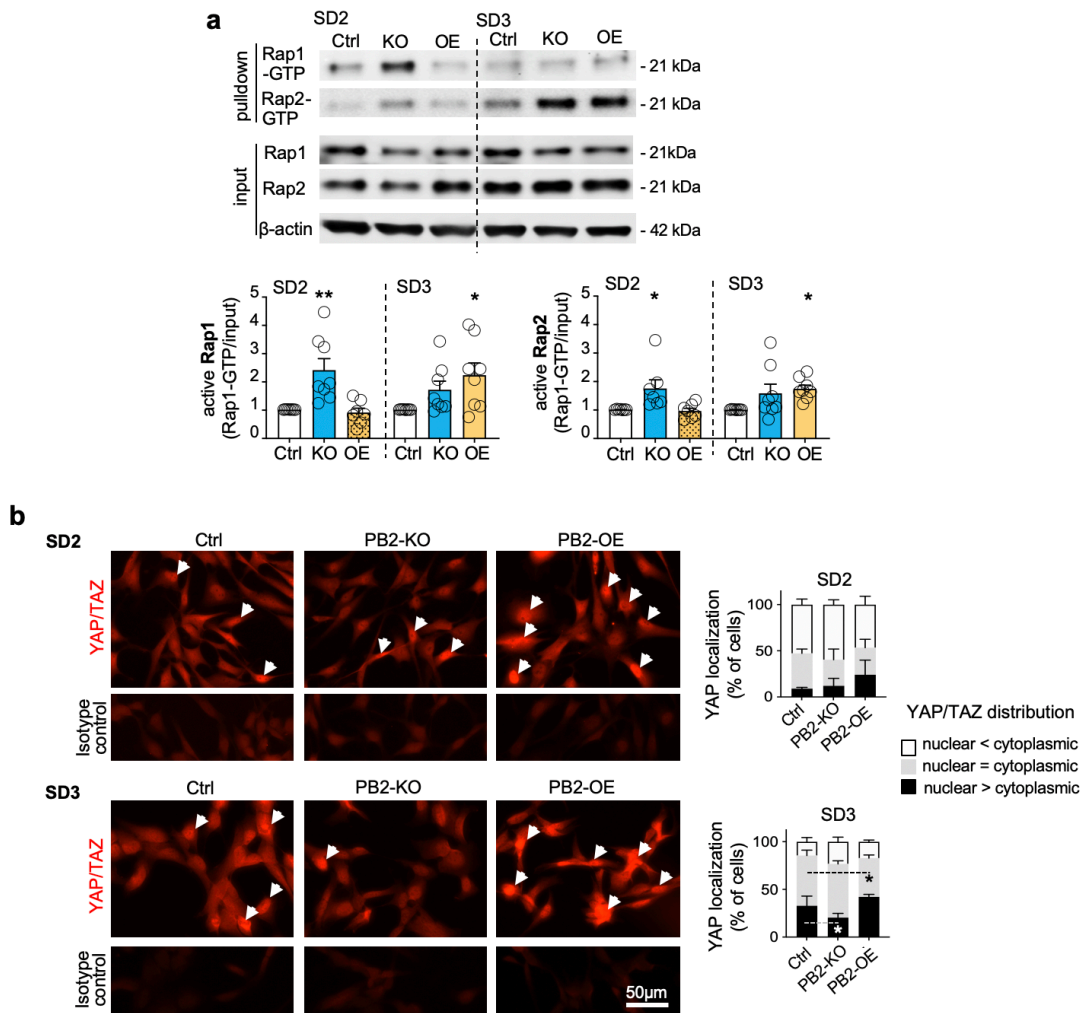 a
SD2 SD3
Ctrl KO OE Ctrl KO OE
pulldown
Rap1
-GTP
- 21 kDa
Rap2-
GTP
- 21 kDa
input
Rap1
- 21kDa
Rap2
- 21 kDa
β-actin
- 42 kDa
active Rap1
(Rap1-GTP/input)
5
4
3
2
1
0
SD2 SD3
** *
Ctrl KO OE Ctrl KO OE
active Rap2
(Rap1-GTP/input)
5
4
3
2
1
0
SD2 SD3
* *
Ctrl KO OE Ctrl KO OE
b
SD2
Ctrl PB2-KO PB2-OE
YAP/TAZ
Isotype
control
SD2
YAP localization
(% of cells)
100
50
0
Ctrl PB2-KO PB2-OE
YAP/TAZ distribution
nuclear < cytoplasmic
nuclear = cytoplasmic
nuclear > cytoplasmic
SD3
Ctrl PB2-KO PB2-OE
YAP/TAZ
Isotype
control
50µm
SD3
YAP localization
(% of cells)
100
50
0
* *
Ctrl PB2-KO PB2-OE